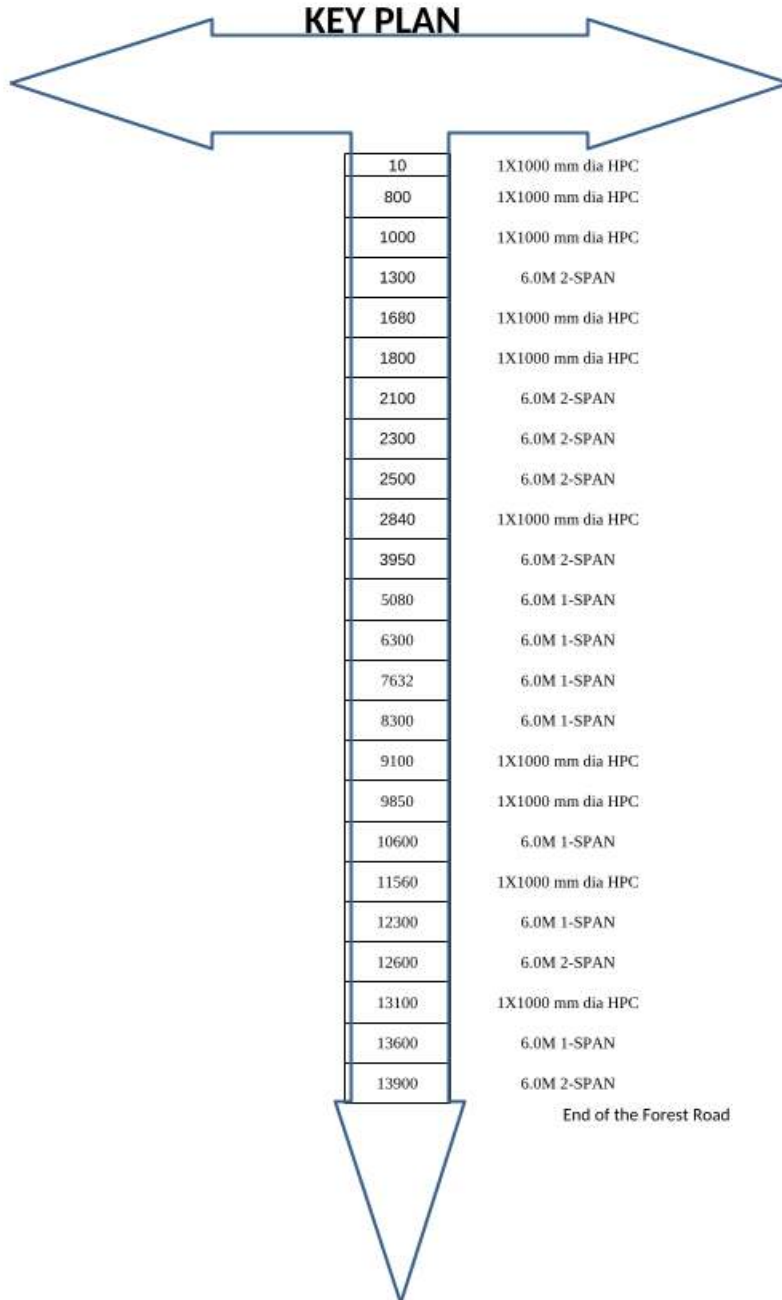 KEY PLAN
10 1X1000 mm dia HPC
800 1X1000 mm dia HPC
1000 1X1000 mm dia HPC
1300 6.0M 2-SPAN
1680 1X1000 mm dia HPC
1800 1X1000 mm dia HPC
2100 6.0M 2-SPAN
2300 6.0M 2-SPAN
2500 6.0M 2-SPAN
2840 1X1000 mm dia HPC
3950 6.0M 2-SPAN
5080 6.0M 1-SPAN
6300 6.0M 1-SPAN
7632 6.0M 1-SPAN
8300 6.0M 1-SPAN
9100 1X1000 mm dia HPC
9850 1X1000 mm dia HPC
10600 6.0M 1-SPAN
11560 1X1000 mm dia HPC
12300 6.0M 1-SPAN
12600 6.0M 2-SPAN
13100 1X1000 mm dia HPC
13600 6.0M 1-SPAN
13900 6.0M 2-SPAN
End of the Forest Road